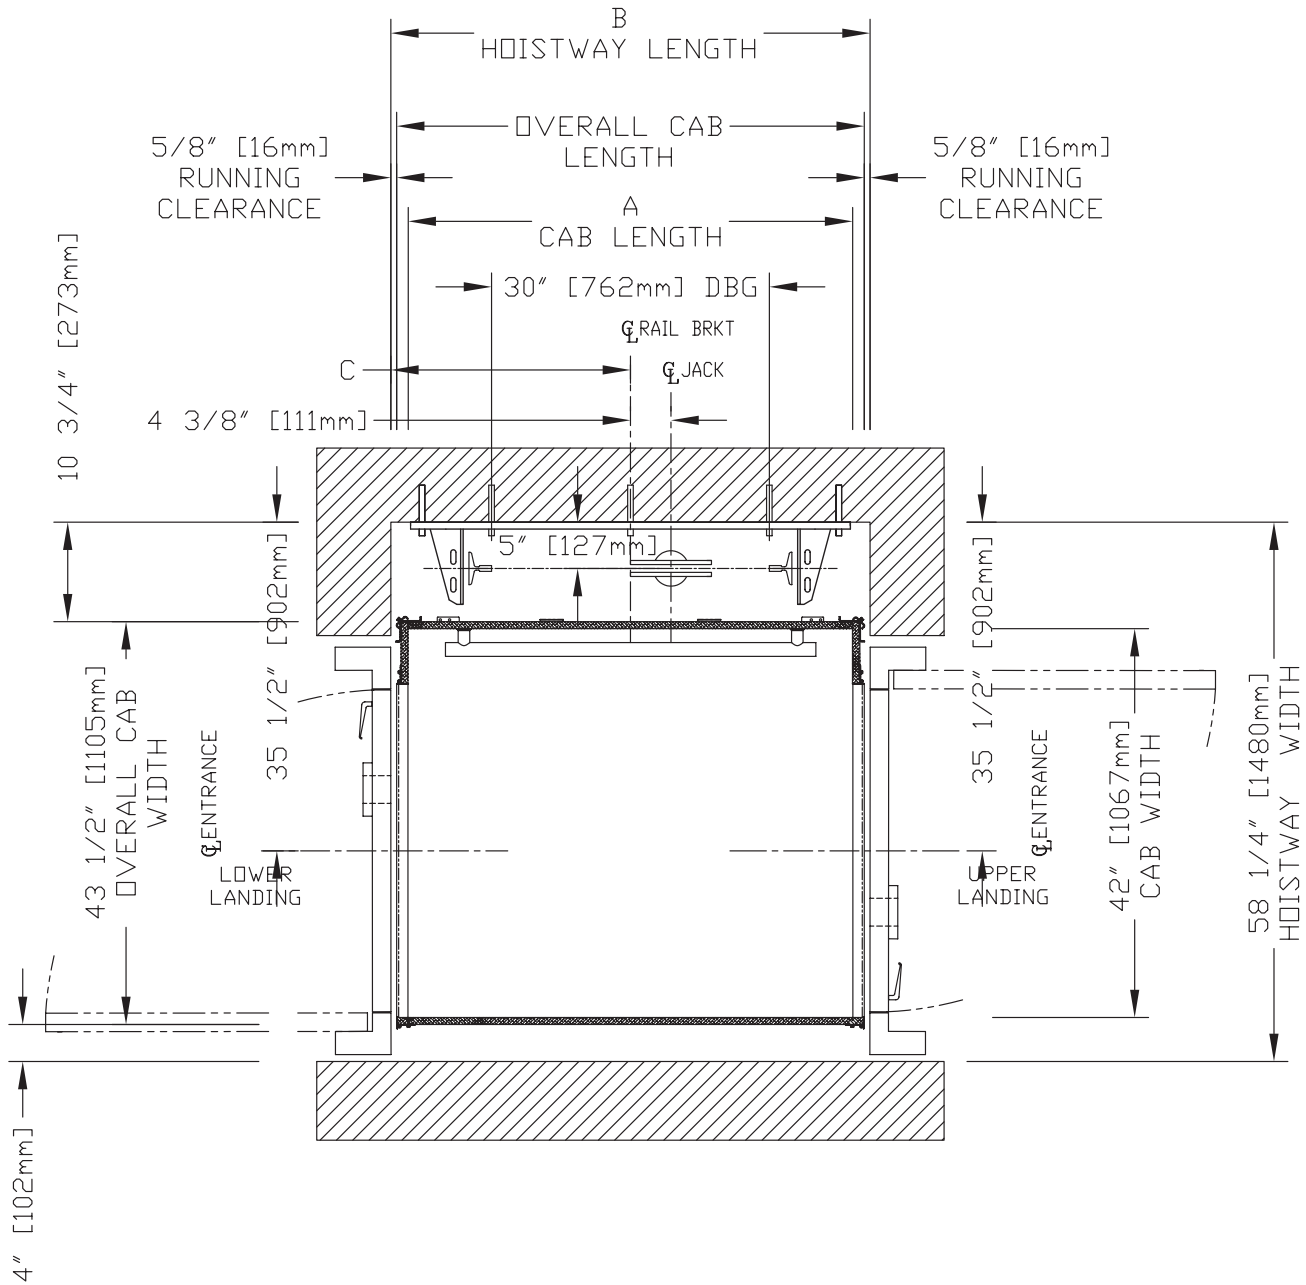 B
HOISTWAY LENGTH
OVERALL CAB
LENGTH
5/8" [16mm]
RUNNING
CLEARANCE
5/8" [16mm]
RUNNING
CLEARANCE
A
CAB LENGTH
30" [762mm] DBG
℄ RAIL BRKT
C
℄ JACK
4 3/8" [111mm]
10 3/4" [273mm]
5" [127mm]
35 1/2" [902mm]
35 1/2" [902mm]
43 1/2" [1105mm]
OVERALL CAB
WIDTH
℄ ENTRANCE
LOWER
LANDING
℄ ENTRANCE
UPPER
LANDING
42" [1067mm]
CAB WIDTH
58 1/4" [1480mm]
HOISTWAY WIDTH
4" [102mm]